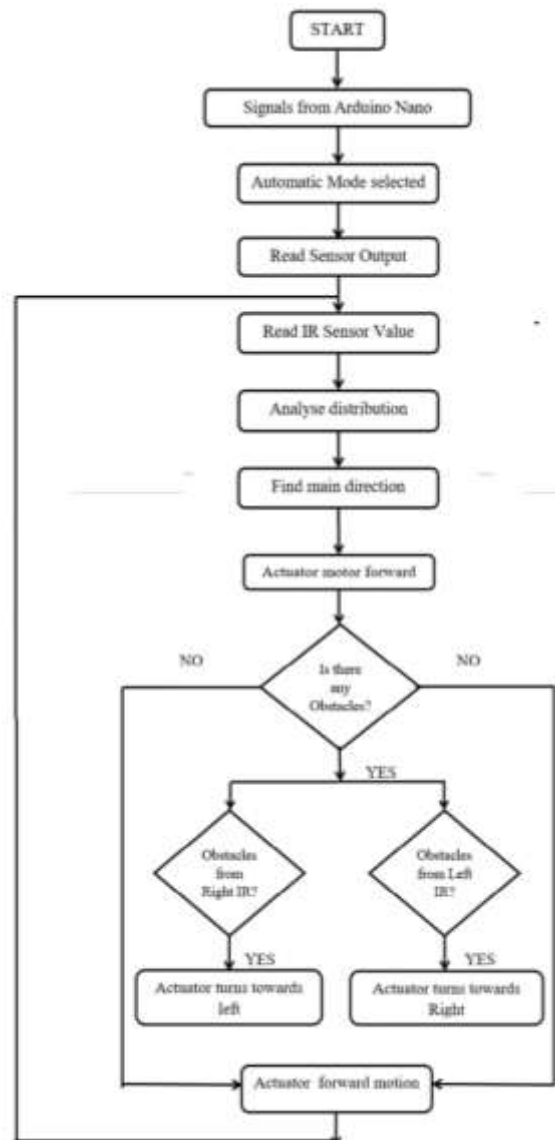 START
Signals from Arduino Nano
Automatic Mode selected
Read Sensor Output
Read IR Sensor Value
Analyse distribution
Find main direction
Actuator motor forward
NO
NO
Is there
any
Obstacles?
YES
Obstacles
from
Right IR?
Obstacles
from Left
IR?
YES
YES
Actuator turns towards
left
Actuator turns towards
Right
Actuator forward motion